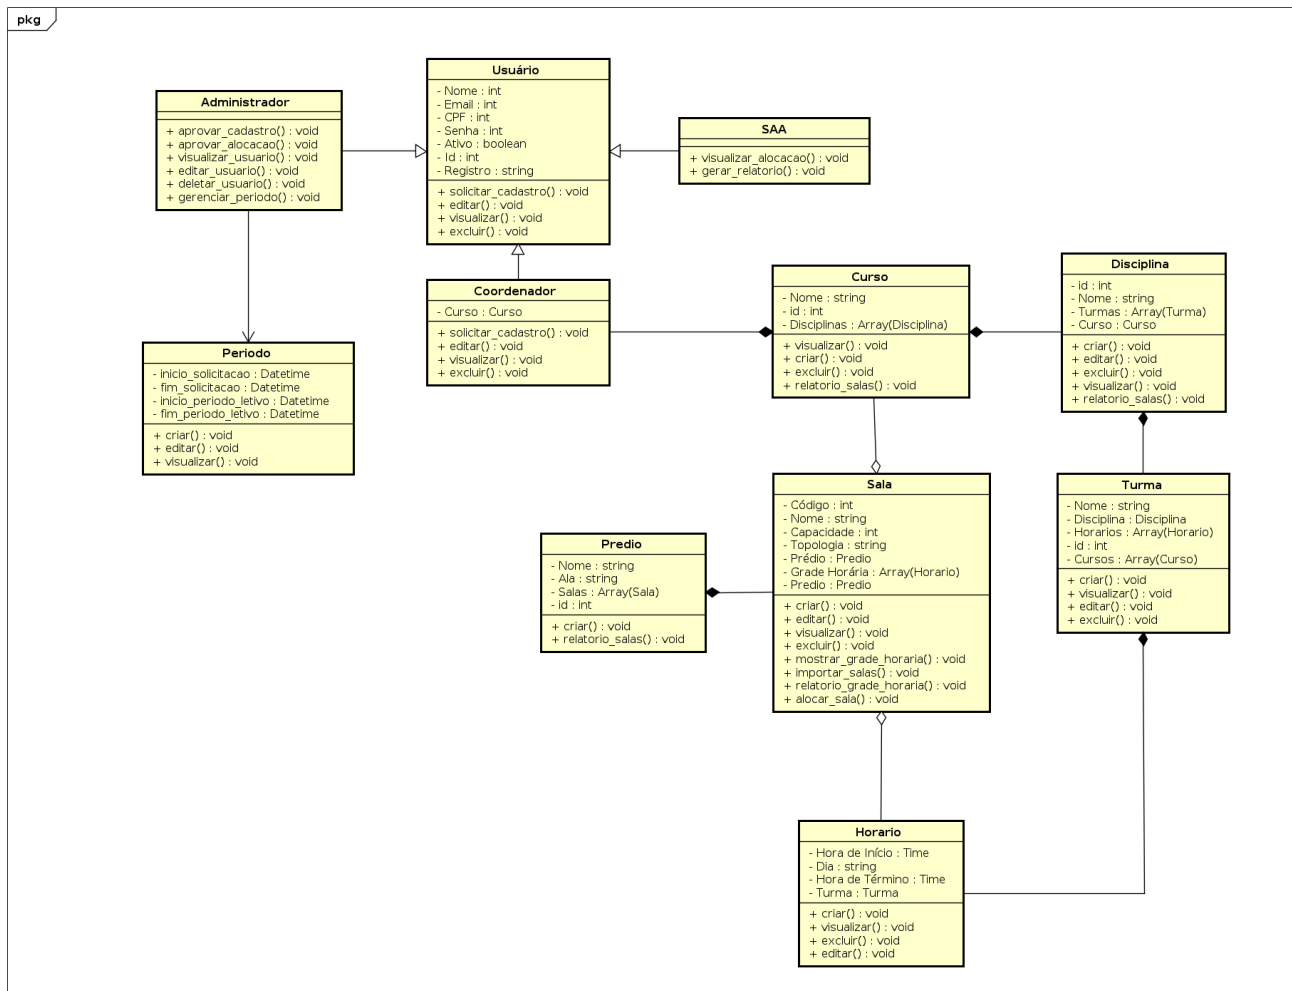 pkg
Usuário
- Nome : int
- Email : int
- CPF : int
- Senha : int
- Ativo : boolean
- Id : int
- Registro : string
+ solicitar_cadastro() : void
+ editar() : void
+ visualizar() : void
+ excluir() : void
Administrador
+ aprovar_cadastro() : void
+ aprovar_alocacao() : void
+ visualizar_usuario() : void
+ editar_usuario() : void
+ deletar_usuario() : void
+ gerenciar_periodo() : void
SAA
+ visualizar_alocacao() : void
+ gerar_relatorio() : void
Coordenador
- Curso : Curso
+ solicitar_cadastro() : void
+ editar() : void
+ visualizar() : void
+ excluir() : void
Curso
- Nome : string
- id : int
- Disciplinas : Array(Disciplina)
+ visualizar() : void
+ criar() : void
+ excluir() : void
+ relatorio_salas() : void
Disciplina
- id : int
- Nome : string
- Turmas : Array(Turma)
- Curso : Curso
+ criar() : void
+ editar() : void
+ excluir() : void
+ visualizar() : void
+ relatorio_salas() : void
Periodo
- inicio_solicitacao : Datetime
- fim_solicitacao : Datetime
- inicio_periodo_letivo : Datetime
- fim_periodo_letivo : Datetime
+ criar() : void
+ editar() : void
+ visualizar() : void
Sala
- Código : int
- Nome : string
- Capacidade : int
- Topologia : string
- Prédio : Predio
- Grade Horária : Array(Horario)
- Predio : Predio
+ criar() : void
+ editar() : void
+ visualizar() : void
+ excluir() : void
+ mostrar_grade_horaria() : void
+ importar_salas() : void
+ relatorio_grade_horaria() : void
+ alocar_sala() : void
Turma
- Nome : string
- Disciplina : Disciplina
- Horarios : Array(Horario)
- id : int
- Cursos : Array(Curso)
+ criar() : void
+ visualizar() : void
+ editar() : void
+ excluir() : void
Predio
- Nome : string
- Ala : string
- Salas : Array(Sala)
- id : int
+ criar() : void
+ relatorio_salas() : void
Horario
- Hora de Início : Time
- Dia : string
- Hora de Término : Time
- Turma : Turma
+ criar() : void
+ visualizar() : void
+ excluir() : void
+ editar() : void